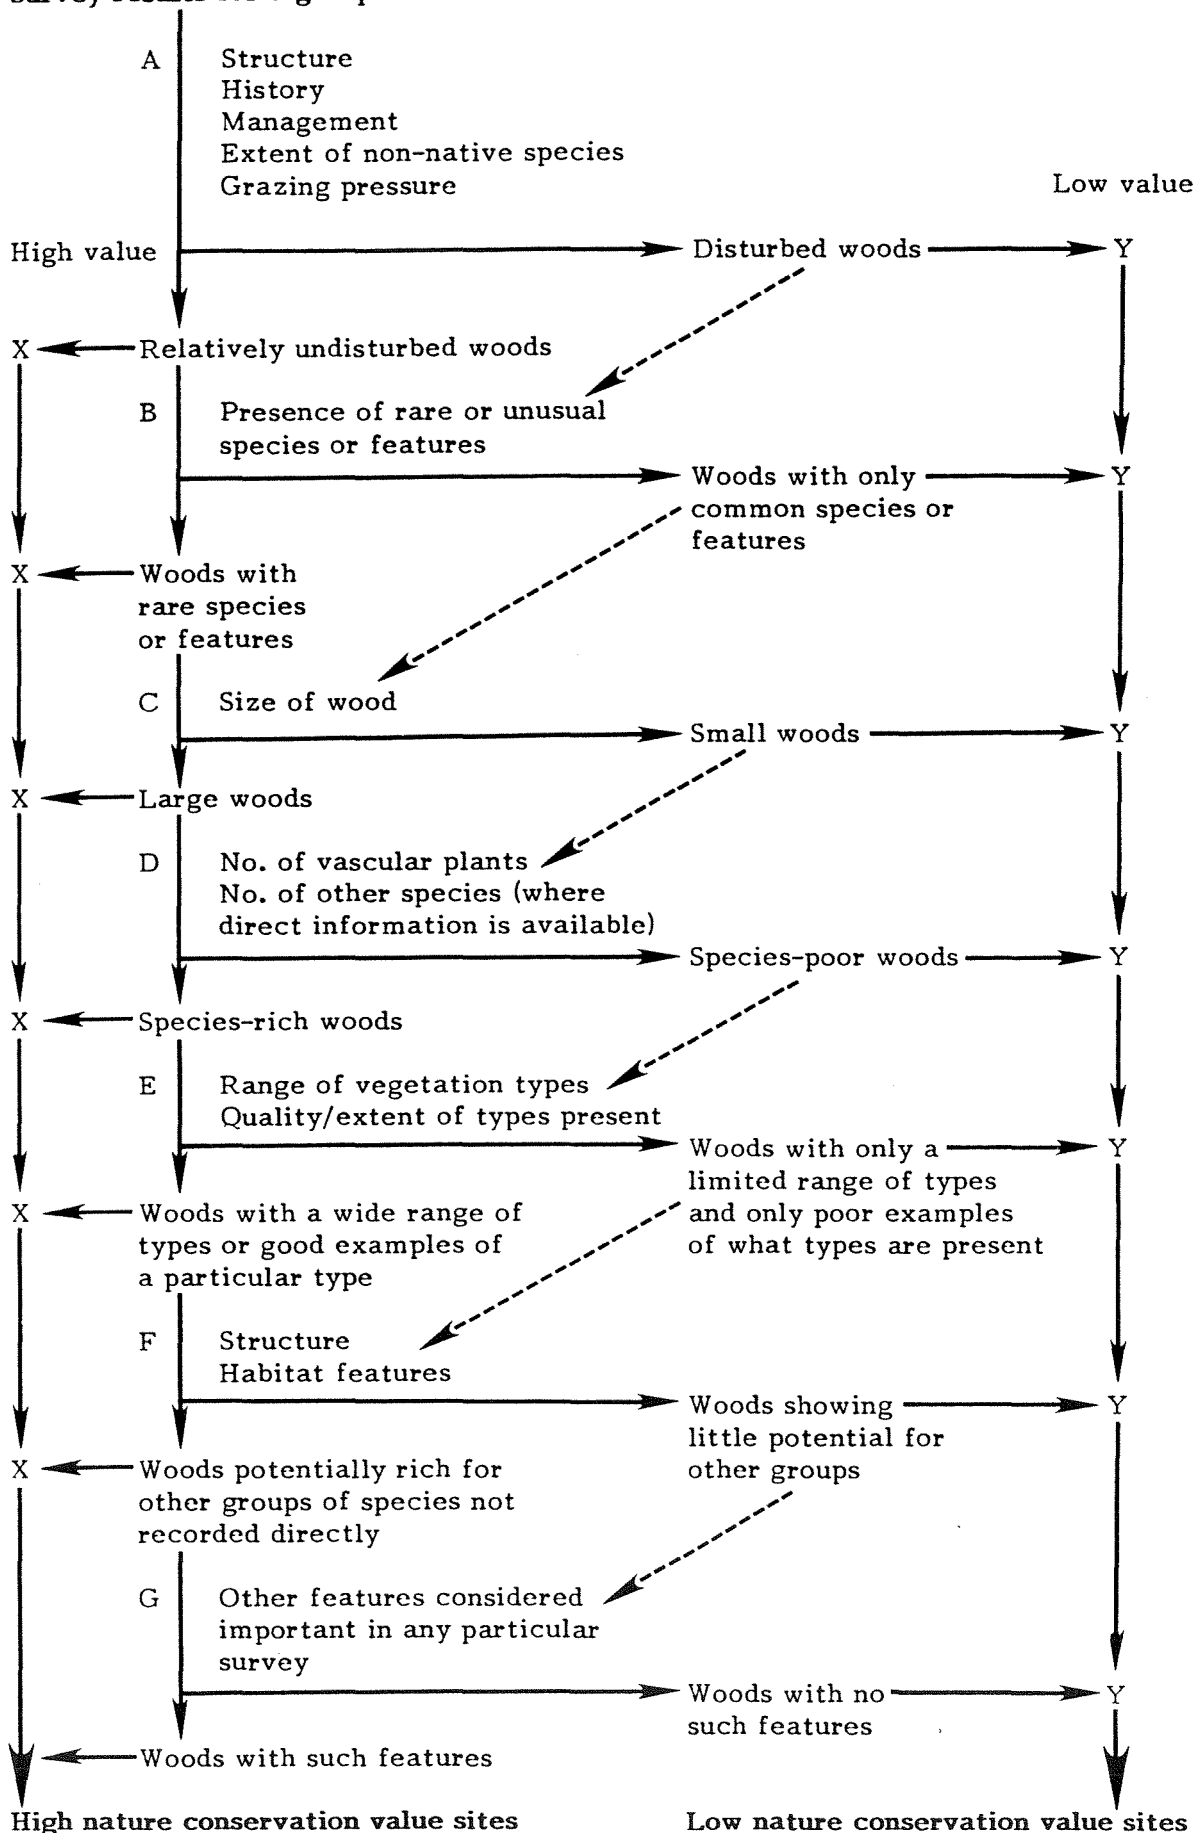 A Structure
History
Management
Extent of non-native species
Grazing pressure
Low value
High value
Disturbed woods Y
X Relatively undisturbed woods
B Presence of rare or unusual
species or features
Woods with only Y
common species or
features
X Woods with
rare species
or features
C Size of wood
Small woods Y
X Large woods
D No. of vascular plants
No. of other species (where
direct information is available)
Species-poor woods Y
X Species-rich woods
E Range of vegetation types
Quality/extent of types present
Woods with only a Y
limited range of types
and only poor examples
of what types are present
X Woods with a wide range of
types or good examples of
a particular type
F Structure
Habitat features
Woods showing Y
little potential for
other groups
X Woods potentially rich for
other groups of species not
recorded directly
G Other features considered
important in any particular
survey
Woods with no Y
such features
Woods with such features
High nature conservation value sites
Low nature conservation value sites